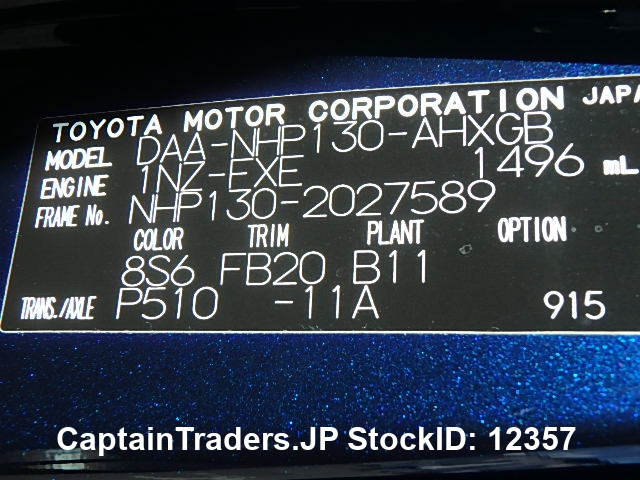 TOYOTA MOTOR CORPORATION JAPAN
MODEL DAA-NHP130-AHXGB
ENGINE 1NZ-FXE 1496 mL
FRAME No. NHP130-2027589
COLOR TRIM PLANT OPTION
8S6 FB20 B11
TRANS./AXLE P510 -11A 915
CaptainTraders.JP StockID: 12357